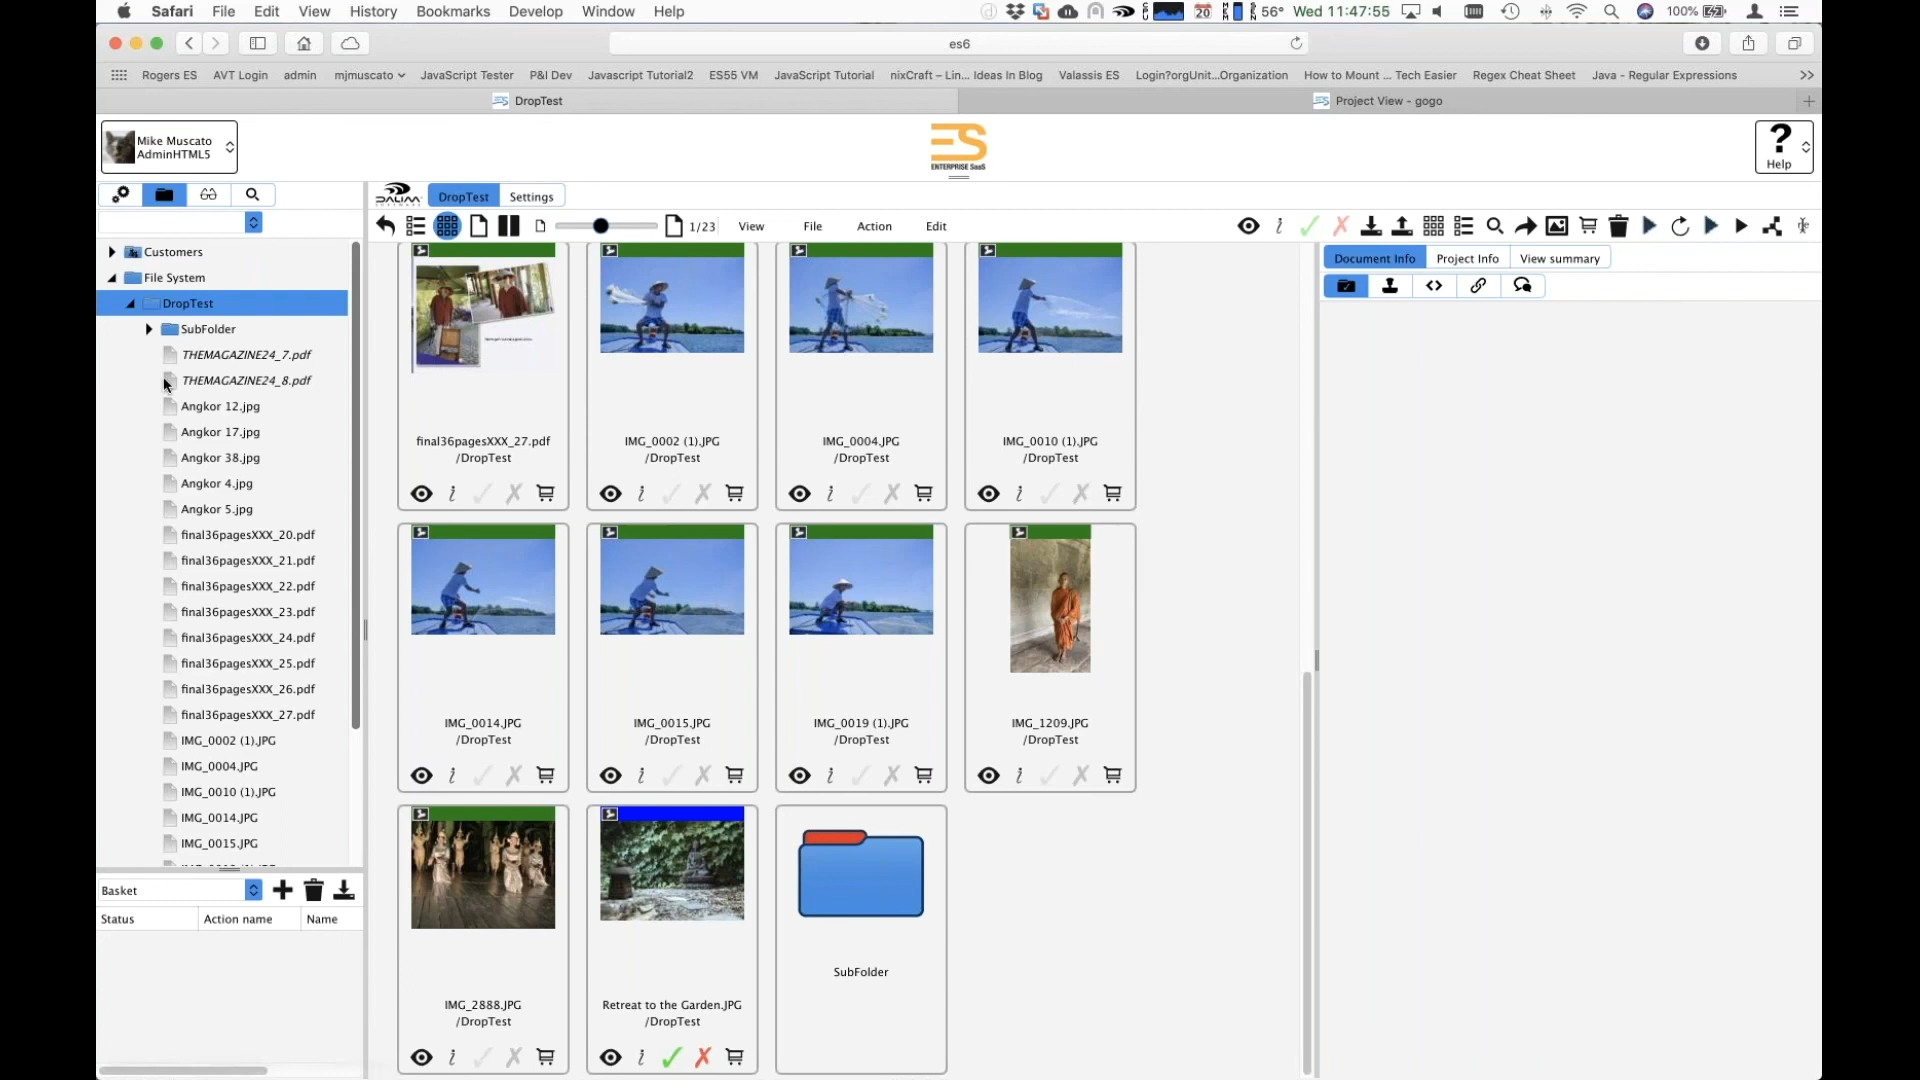 Safari File Edit View History Bookmarks Develop Window Help
20 56° Wed 11:47:55 100%
es6
Rogers ES AVT Login admin mjmuscato JavaScript Tester P&I Dev Javascript Tutorial2 ES55 VM JavaScript Tutorial nixCraft – Lin... Ideas In Blog Valassis ES Login?orgUnit...Organization How to Mount ... Tech Easier Regex Cheat Sheet Java - Regular Expressions
DropTest Project View - gogo
Mike Muscato
AdminHTML5
ES
ENTERPRISE SaaS
?
Help
DALIM
SOFTWARE
DropTest Settings
1/23 View File Action Edit
Customers
File System
DropTest
SubFolder
THEMAGAZINE24_7.pdf
THEMAGAZINE24_8.pdf
Angkor 12.jpg
Angkor 17.jpg
Angkor 38.jpg
Angkor 4.jpg
Angkor 5.jpg
final36pagesXXX_20.pdf
final36pagesXXX_21.pdf
final36pagesXXX_22.pdf
final36pagesXXX_23.pdf
final36pagesXXX_24.pdf
final36pagesXXX_25.pdf
final36pagesXXX_26.pdf
final36pagesXXX_27.pdf
IMG_0002 (1).JPG
IMG_0004.JPG
IMG_0010 (1).JPG
IMG_0014.JPG
IMG_0015.JPG
Basket
Status Action name Name
final36pagesXXX_27.pdf
/DropTest
IMG_0002 (1).JPG
/DropTest
IMG_0004.JPG
/DropTest
IMG_0010 (1).JPG
/DropTest
IMG_0014.JPG
/DropTest
IMG_0015.JPG
/DropTest
IMG_0019 (1).JPG
/DropTest
IMG_1209.JPG
/DropTest
IMG_2888.JPG
/DropTest
Retreat to the Garden.JPG
/DropTest
SubFolder
Document Info Project Info View summary